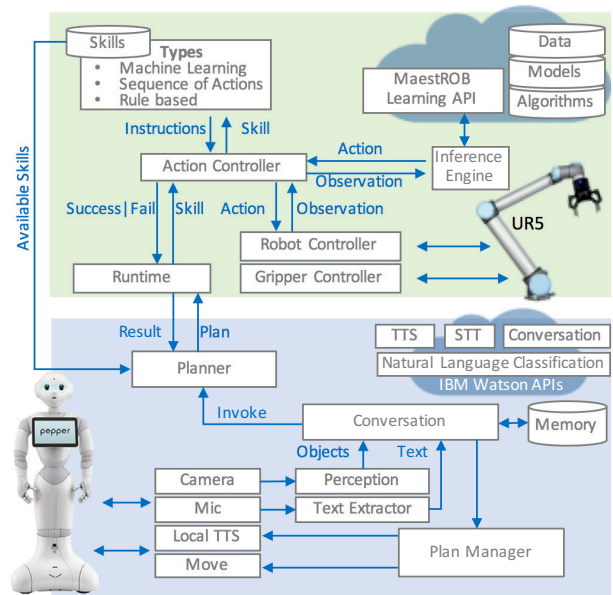 Skills
Types
• Machine Learning
• Sequence of Actions
• Rule based
Data
Models
Algorithms
MaestROB
Learning API
Instructions
Skill
Action Controller
Action
Observation
Inference
Engine
Available Skills
Success|Fail
Skill
Action
Observation
UR5
Robot Controller
Runtime
Gripper Controller
Result
Plan
TTS
STT
Conversation
Natural Language Classification
IBM Watson APIs
Planner
pepper
Invoke
Conversation
Memory
Objects
Text
Camera
Perception
Mic
Text Extractor
Local TTS
Plan Manager
Move